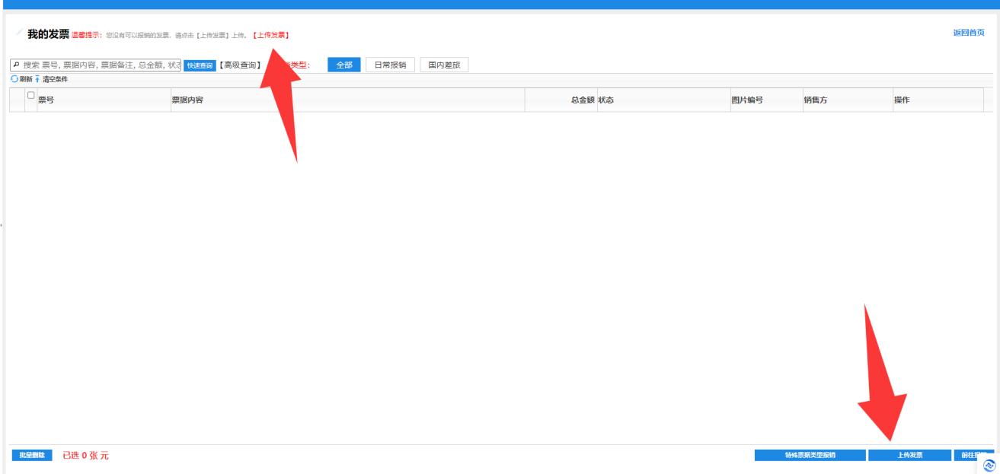 我的发票 温馨提示：您没有可以报销的发票，请点击【上传发票】上传。【上传发票】
返回首页
搜索 票号, 票据内容, 票据备注, 总金额, 状态 快速查询 【高级查询】 类型： 全部 日常报销 国内差旅
刷新 清空条件
票号 票据内容 总金额 状态 图片编号 销售方 操作
批量删除 已选 0 张 元 特殊票据类型报销 上传发票 前往